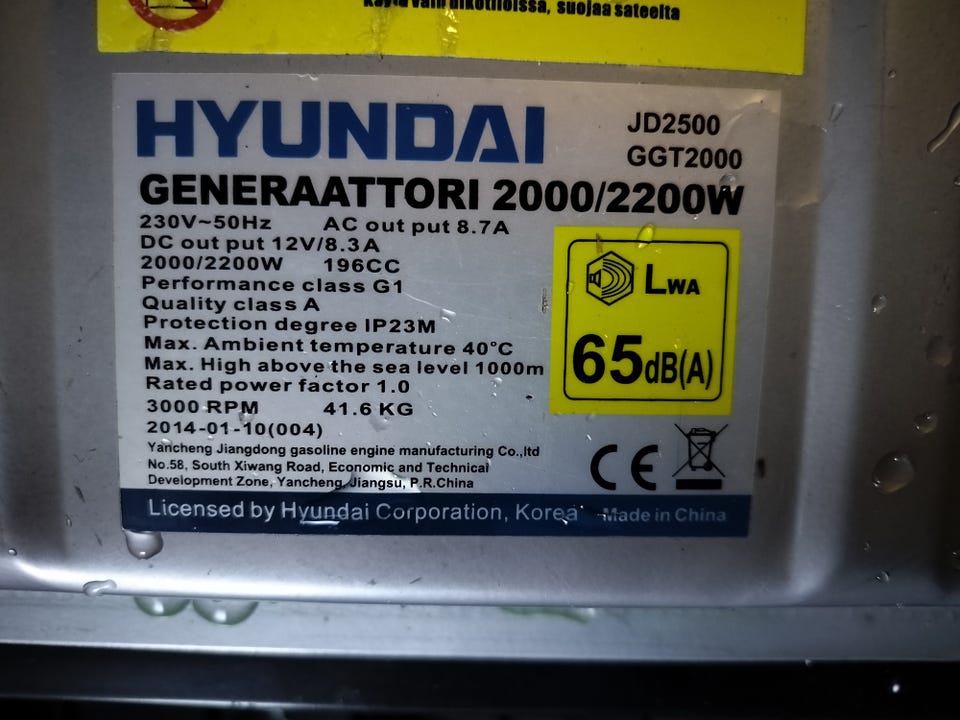 Käytä vain ulkotiloissa, suojaa sateelta
HYUNDAI
JD2500
GGT2000
GENERAATTORI 2000/2200W
230V~50Hz AC out put 8.7A
DC out put 12V/8.3A
2000/2200W 196CC
Performance class G1
Quality class A
Protection degree IP23M
Max. Ambient temperature 40°C
Max. High above the sea level 1000m
Rated power factor 1.0
3000 RPM 41.6 KG
2014-01-10(004)
LWA
65dB(A)
Yancheng Jiangdong gasoline engine manufacturing Co.,ltd
No.58, South Xiwang Road, Economic and Technical
Development Zone, Yancheng, Jiangsu, P.R.China
CE
Licensed by Hyundai Corporation, Korea Made in China